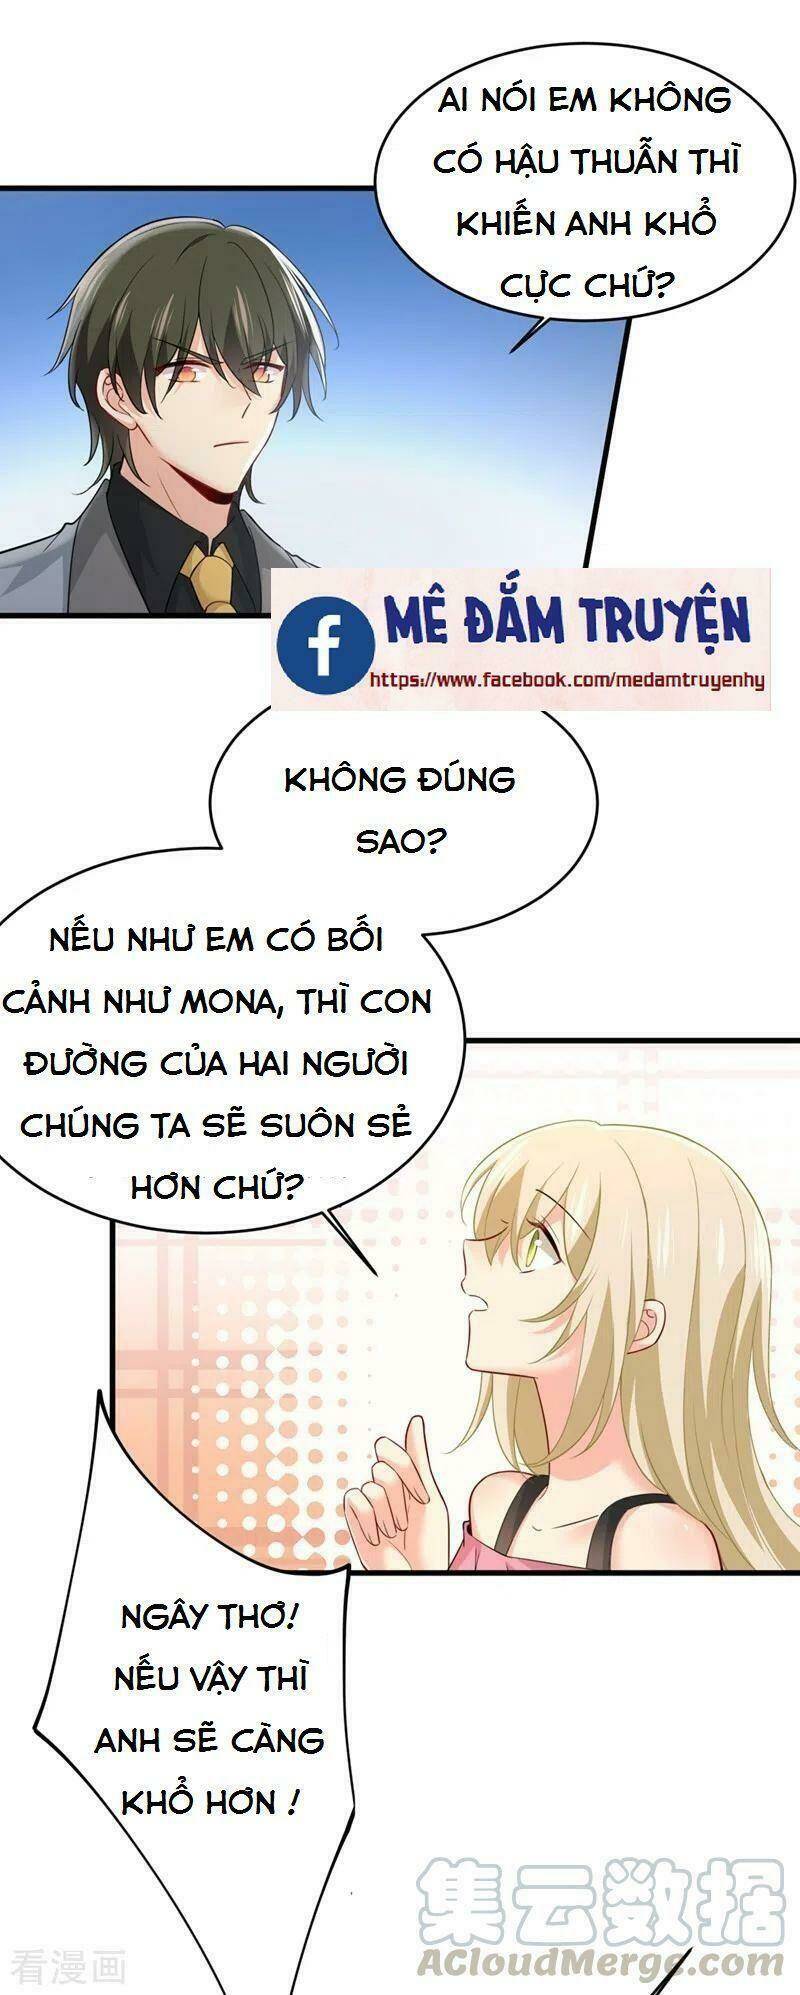 AI NÓI EM KHÔNG
CÓ HẬU THUẪN THÌ
KHIẾN ANH KHỔ
CỰC CHỨ?
f
MÊ ĐẮM TRUYỆN
https://www.facebook.com/medamtruyenhy
KHÔNG ĐÚNG
SAO?
NẾU NHƯ EM CÓ BỐI
CẢNH NHƯ MONA, THÌ CON
ĐƯỜNG CỦA HAI NGƯỜI
CHÚNG TA SẼ SUÔN SẺ
HƠN CHỨ?
NGÂY THƠ!
NẾU VẬY THÌ
ANH SẼ CÀNG
KHỔ HƠN !
集云数据
看漫画
ACloudMerge.com